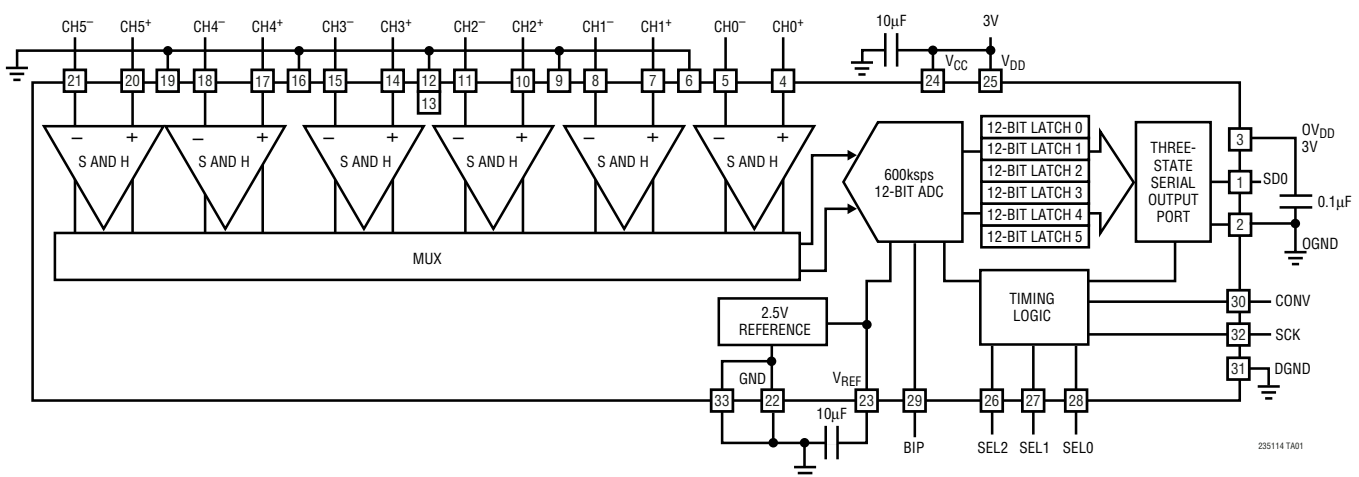 CH5– CH5+ CH4– CH4+ CH3– CH3+ CH2– CH2+ CH1– CH1+ CH0– CH0+ 10μF 3V
VCC VDD
21 20 19 18 17 16 15 14 12 11 10 9 8 7 6 5 4 24 25
13
– + – + – + – + – + – +
S AND H S AND H S AND H S AND H S AND H S AND H
600ksps
12-BIT ADC
12-BIT LATCH 0
12-BIT LATCH 1
12-BIT LATCH 2
12-BIT LATCH 3
12-BIT LATCH 4
12-BIT LATCH 5
THREE-
STATE
SERIAL
OUTPUT
PORT
3 OVDD
3V
1 SD0
0.1μF
2
OGND
MUX
2.5V
REFERENCE
TIMING
LOGIC
30 CONV
32 SCK
31 DGND
GND VREF
33 22 23 29 26 27 28
10μF
BIP SEL2 SEL1 SEL0
235114 TA01